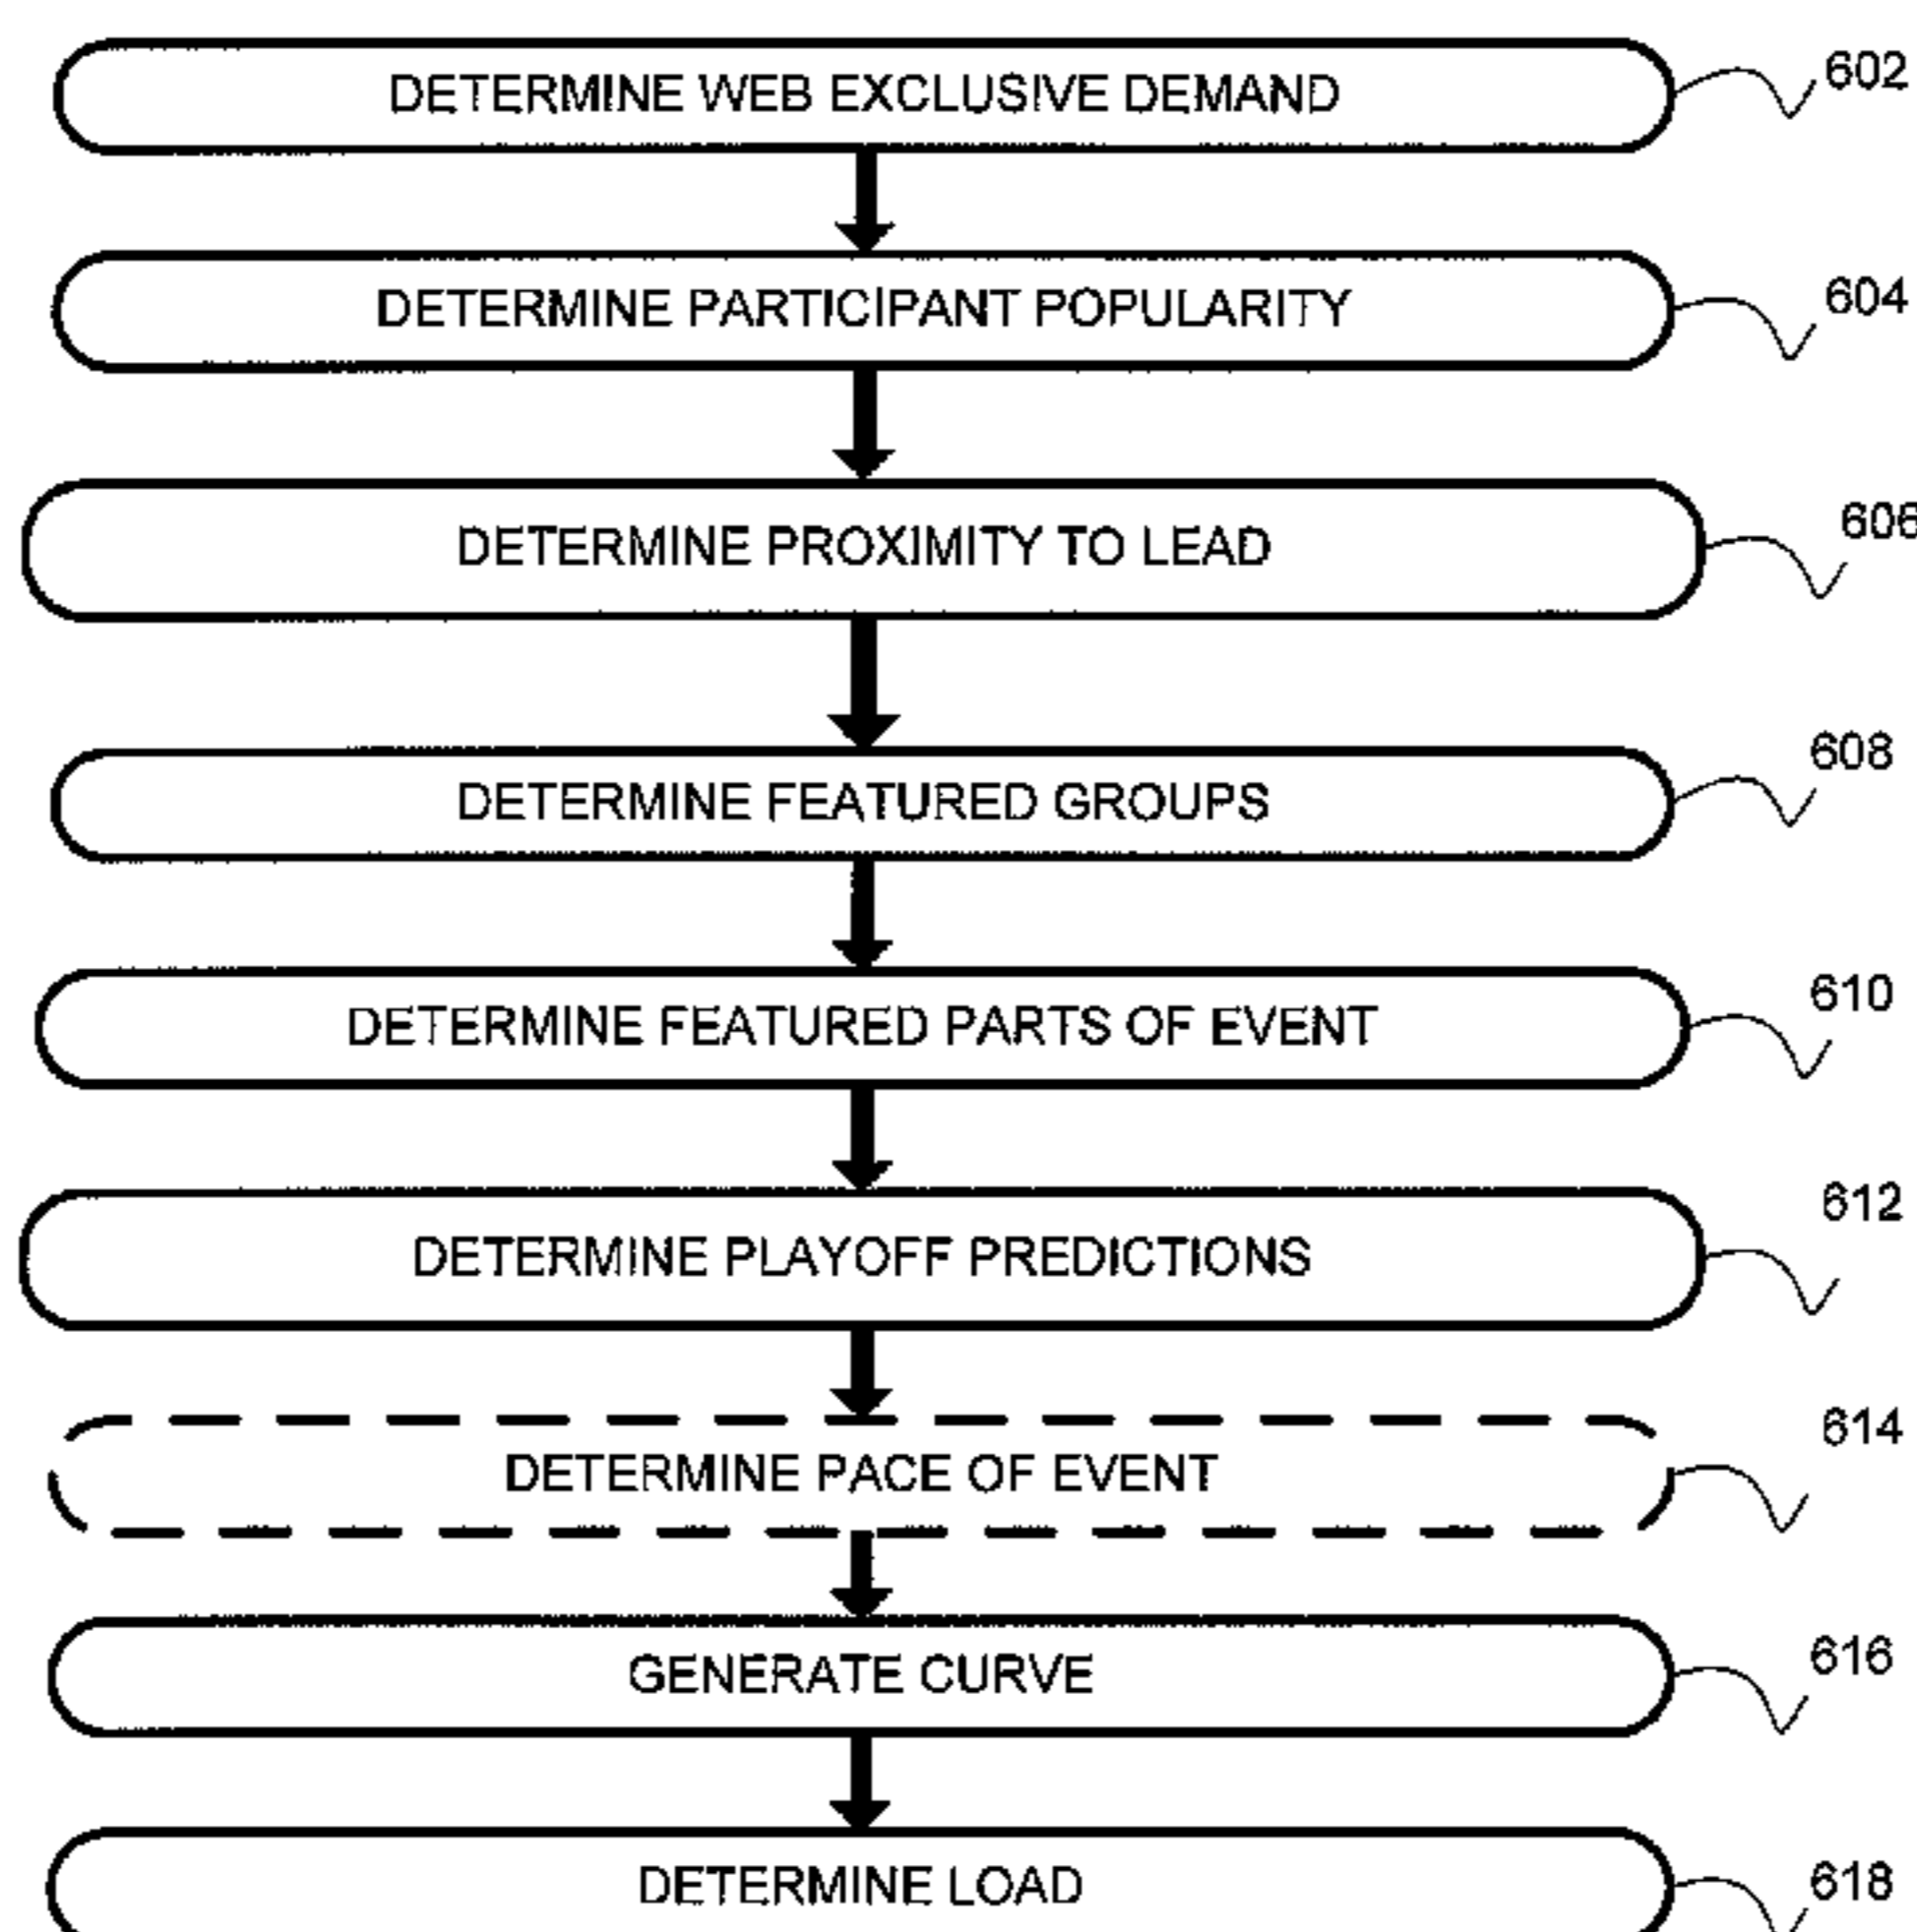 DETERMINE WEB EXCLUSIVE DEMAND
602
DETERMINE PARTICIPANT POPULARITY
604
DETERMINE PROXIMITY TO LEAD
606
DETERMINE FEATURED GROUPS
608
DETERMINE FEATURED PARTS OF EVENT
610
DETERMINE PLAYOFF PREDICTIONS
612
DETERMINE PACE OF EVENT
614
GENERATE CURVE
616
DETERMINE LOAD
618